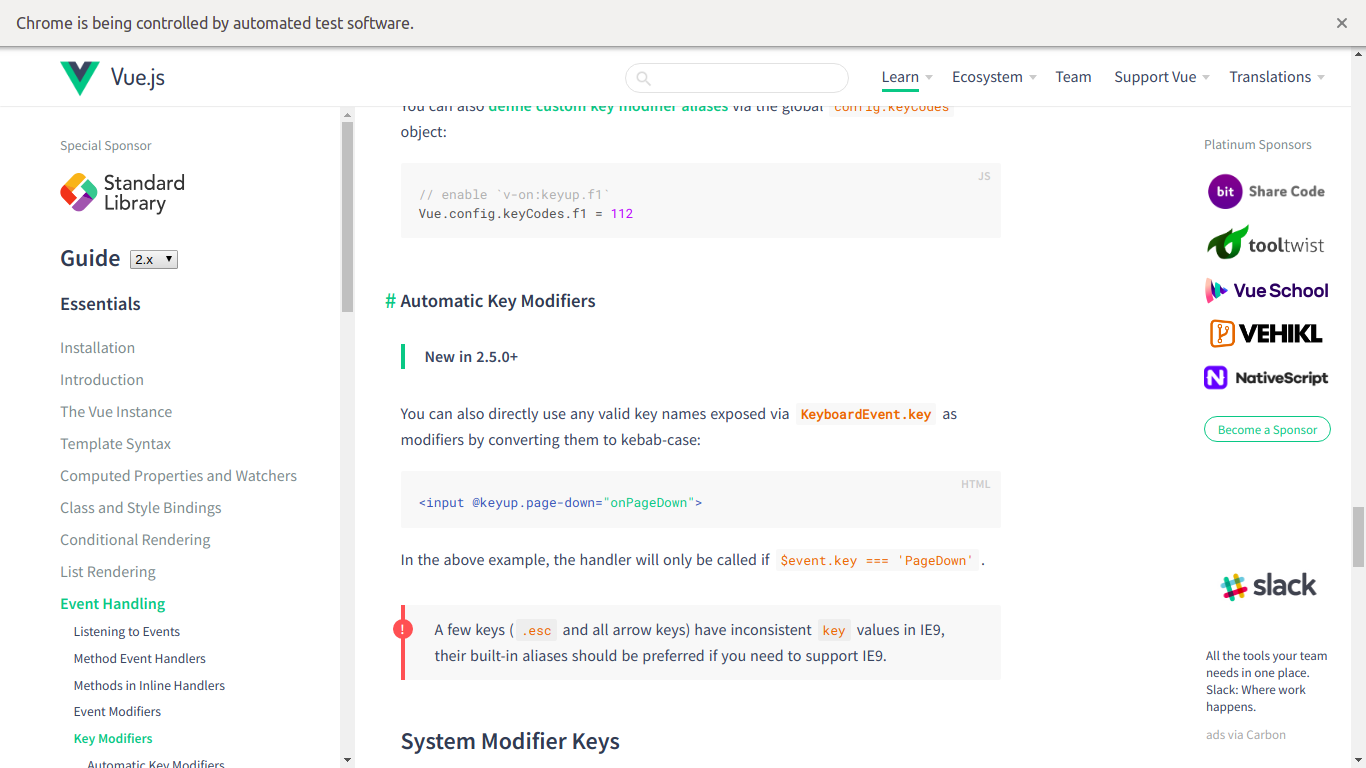 Chrome is being controlled by automated test software.
Vue.js
Learn
Ecosystem
Team
Support Vue
Translations
Special Sponsor
Standard
Library
Guide
2.x
Essentials
Installation
Introduction
The Vue Instance
Template Syntax
Computed Properties and Watchers
Class and Style Bindings
Conditional Rendering
List Rendering
Event Handling
Listening to Events
Method Event Handlers
Methods in Inline Handlers
Event Modifiers
Key Modifiers
Automatic Key Modifiers
You can also define custom key modifier aliases via the global config.keyCodes
object:
JS
// enable `v-on:keyup.f1`
Vue.config.keyCodes.f1 = 112
# Automatic Key Modifiers
New in 2.5.0+
You can also directly use any valid key names exposed via KeyboardEvent.key as
modifiers by converting them to kebab-case:
HTML
<input @keyup.page-down="onPageDown">
In the above example, the handler will only be called if $event.key === 'PageDown' .
! A few keys ( .esc and all arrow keys) have inconsistent key values in IE9,
their built-in aliases should be preferred if you need to support IE9.
System Modifier Keys
Platinum Sponsors
bit Share Code
tooltwist
Vue School
VEHIKL
N NativeScript
Become a Sponsor
slack
All the tools your team
needs in one place.
Slack: Where work
happens.
ads via Carbon